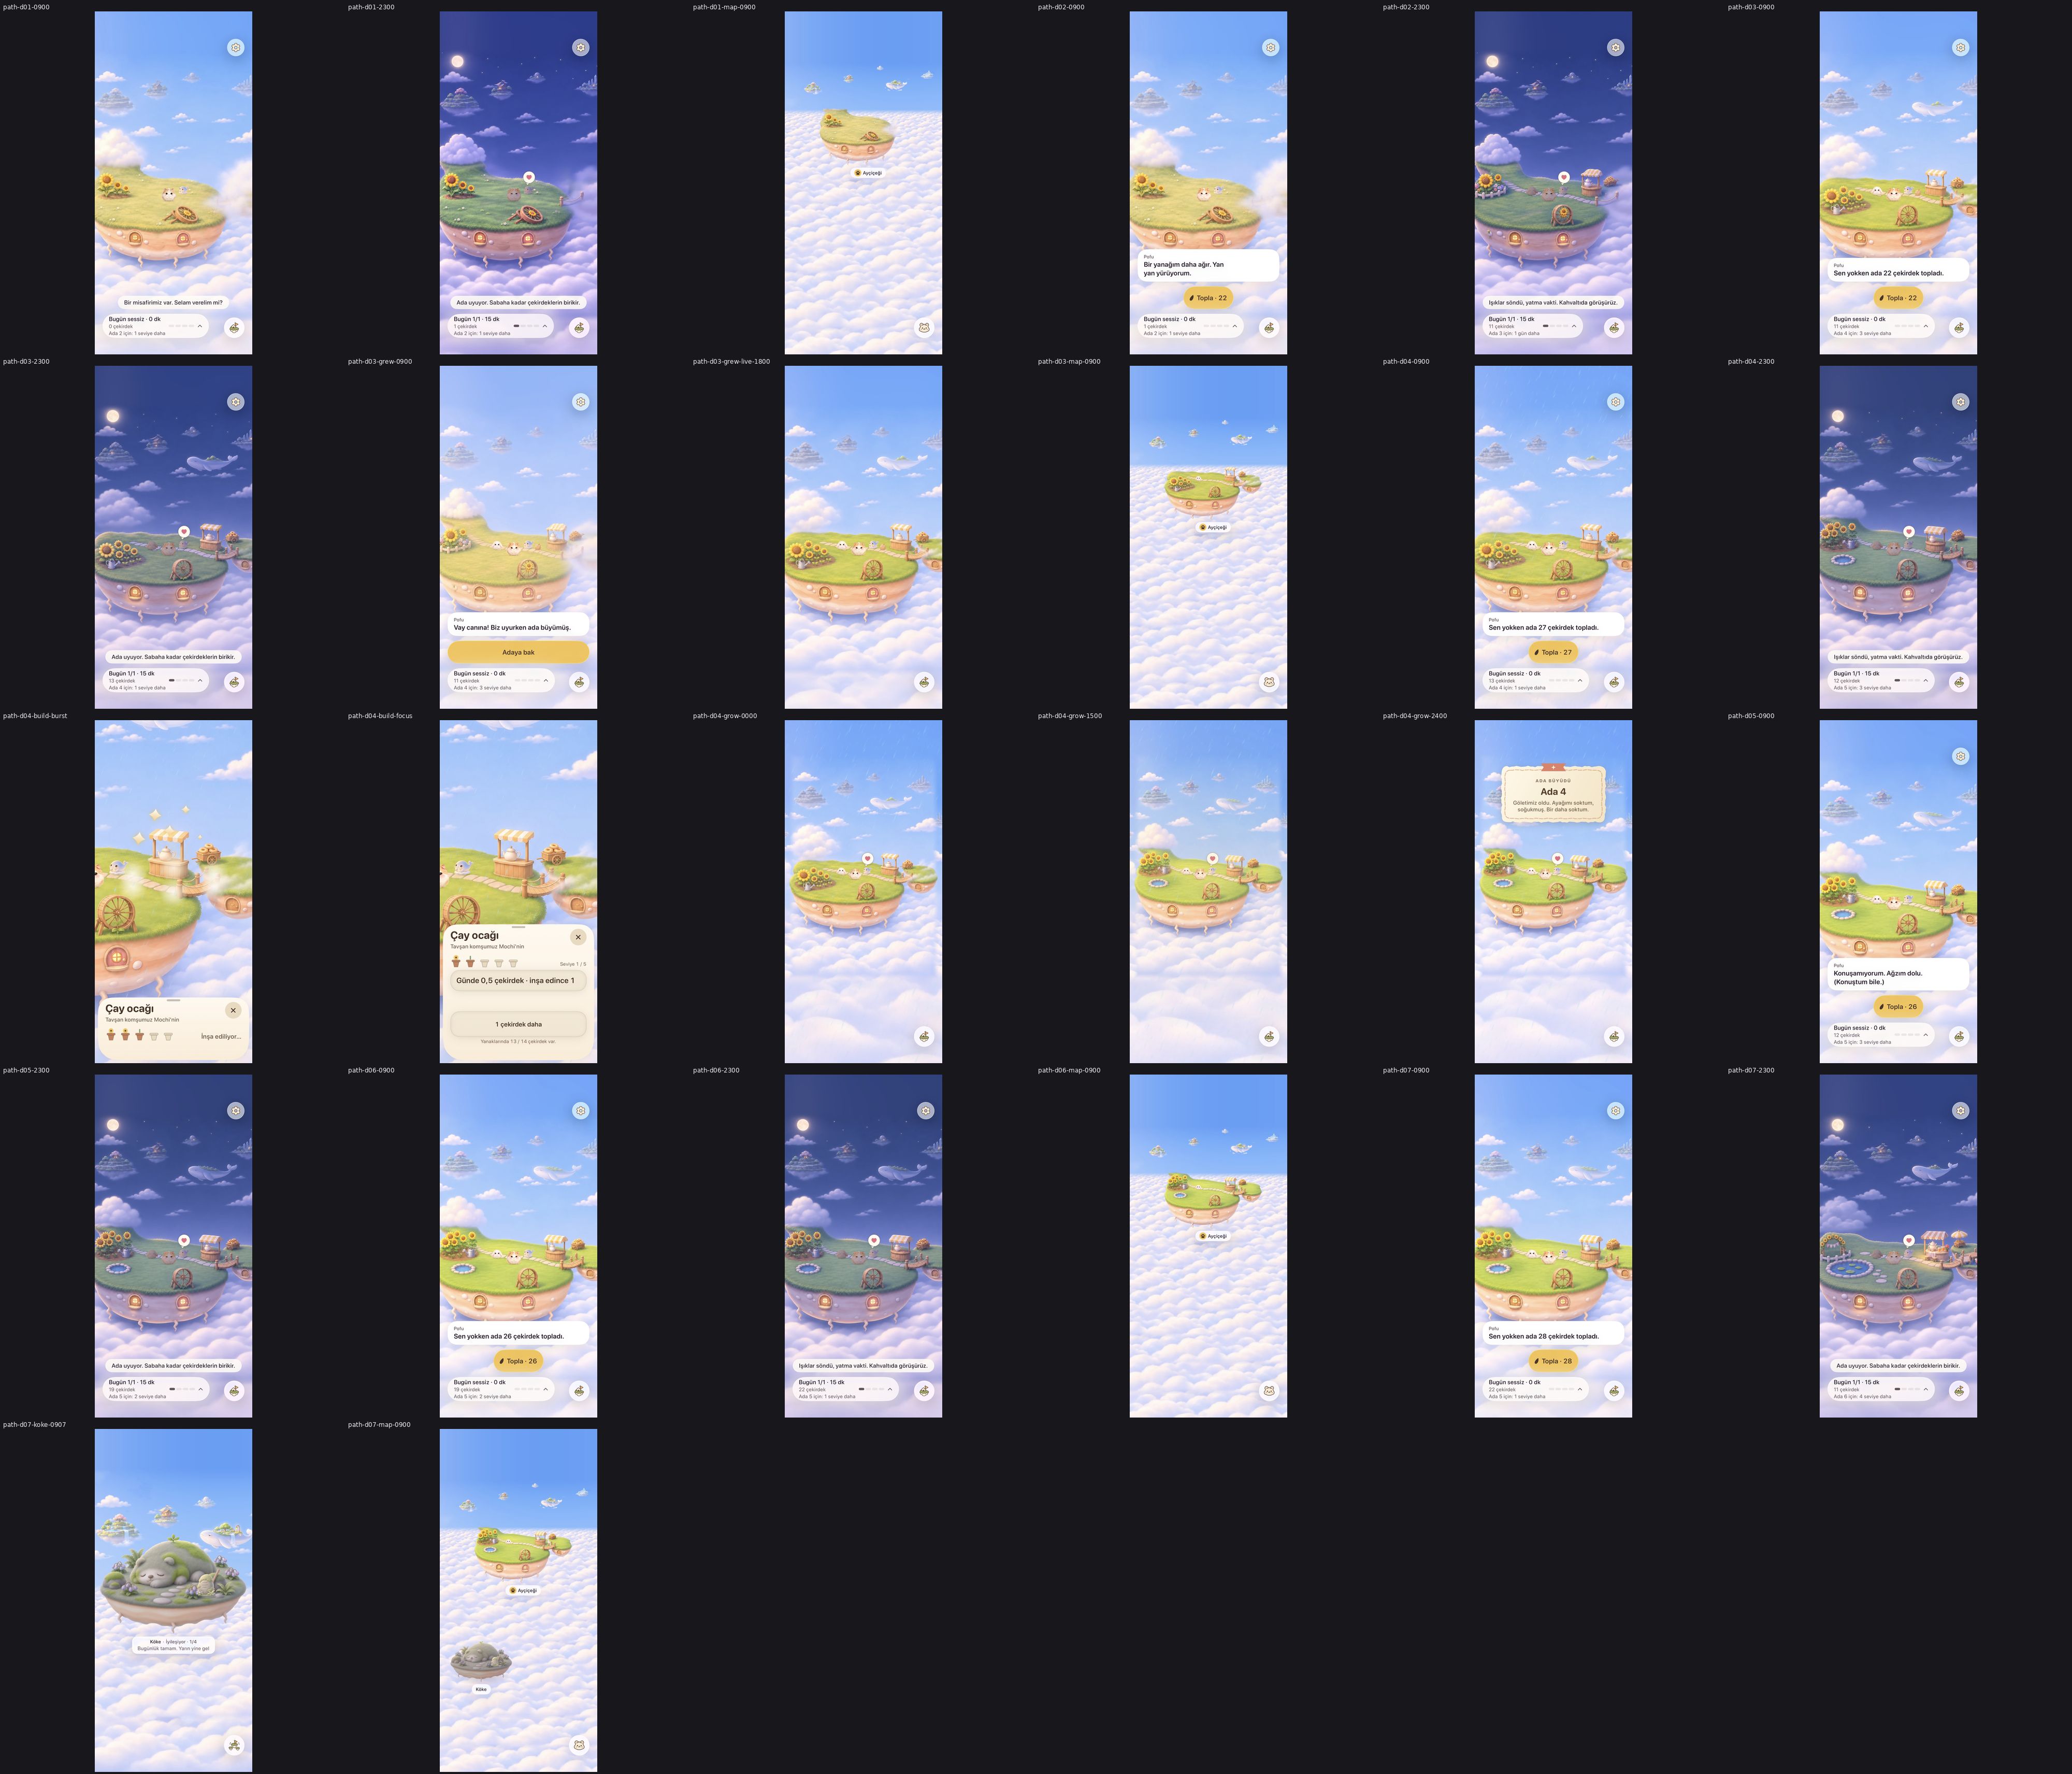 path-d01-0900
Bir misafirimiz var. Selam verelim mi?
Bugün sessiz · 0 dk
0 çekirdek
Ada 2 için: 1 seviye daha
path-d01-2300
Ada uyuyor. Sabaha kadar çekirdeklerin birikir.
Bugün 1/1 · 15 dk
1 çekirdek
Ada 2 için: 1 seviye daha
path-d01-map-0900
Ayçiçeği
path-d02-0900
Pofu
Bir yanağım daha ağır. Yan
yan yürüyorum.
Topla · 22
Bugün sessiz · 0 dk
1 çekirdek
Ada 2 için: 1 seviye daha
path-d02-2300
Işıklar söndü, yatma vakti. Kahvaltıda görüşürüz.
Bugün 1/1 · 15 dk
11 çekirdek
Ada 3 için: 1 gün daha
path-d03-0900
Pofu
Sen yokken ada 22 çekirdek topladı.
Topla · 22
Bugün sessiz · 0 dk
11 çekirdek
Ada 4 için: 3 seviye daha
path-d03-2300
Ada uyuyor. Sabaha kadar çekirdeklerin birikir.
Bugün 1/1 · 15 dk
13 çekirdek
Ada 4 için: 1 seviye daha
path-d03-grew-0900
Pofu
Vay canına! Biz uyurken ada büyümüş.
Adaya bak
Bugün sessiz · 0 dk
11 çekirdek
Ada 4 için: 3 seviye daha
path-d03-grew-live-1800
path-d03-map-0900
Ayçiçeği
path-d04-0900
Pofu
Sen yokken ada 27 çekirdek topladı.
Topla · 27
Bugün sessiz · 0 dk
13 çekirdek
Ada 4 için: 1 seviye daha
path-d04-2300
Işıklar söndü, yatma vakti. Kahvaltıda görüşürüz.
Bugün 1/1 · 15 dk
12 çekirdek
Ada 5 için: 3 seviye daha
path-d04-build-burst
Çay ocağı
Tavşan komşumuz Mochi'nin
İnşa ediliyor...
path-d04-build-focus
Çay ocağı
Tavşan komşumuz Mochi'nin
Seviye 1 / 5
Günde 0,5 çekirdek · inşa edince 1
1 çekirdek daha
Yanaklarında 13 / 14 çekirdek var.
path-d04-grow-0000
path-d04-grow-1500
path-d04-grow-2400
ADA BÜYÜDÜ
Ada 4
Göletimiz oldu. Ayağımı soktum,
soğukmuş. Bir daha soktum.
path-d05-0900
Pofu
Konuşamıyorum. Ağzım dolu.
(Konuştum bile.)
Topla · 26
Bugün sessiz · 0 dk
12 çekirdek
Ada 5 için: 3 seviye daha
path-d05-2300
Ada uyuyor. Sabaha kadar çekirdeklerin birikir.
Bugün 1/1 · 15 dk
19 çekirdek
Ada 5 için: 2 seviye daha
path-d06-0900
Pofu
Sen yokken ada 26 çekirdek topladı.
Topla · 26
Bugün sessiz · 0 dk
19 çekirdek
Ada 5 için: 2 seviye daha
path-d06-2300
Işıklar söndü, yatma vakti. Kahvaltıda görüşürüz.
Bugün 1/1 · 15 dk
22 çekirdek
Ada 5 için: 1 seviye daha
path-d06-map-0900
Ayçiçeği
path-d07-0900
Pofu
Sen yokken ada 28 çekirdek topladı.
Topla · 28
Bugün sessiz · 0 dk
22 çekirdek
Ada 5 için: 1 seviye daha
path-d07-2300
Ada uyuyor. Sabaha kadar çekirdeklerin birikir.
Bugün 1/1 · 15 dk
11 çekirdek
Ada 6 için: 4 seviye daha
path-d07-koke-0907
Köke · İyileşiyor · 1/4
Bugünlük tamam. Yarın yine gel
path-d07-map-0900
Ayçiçeği
Köke